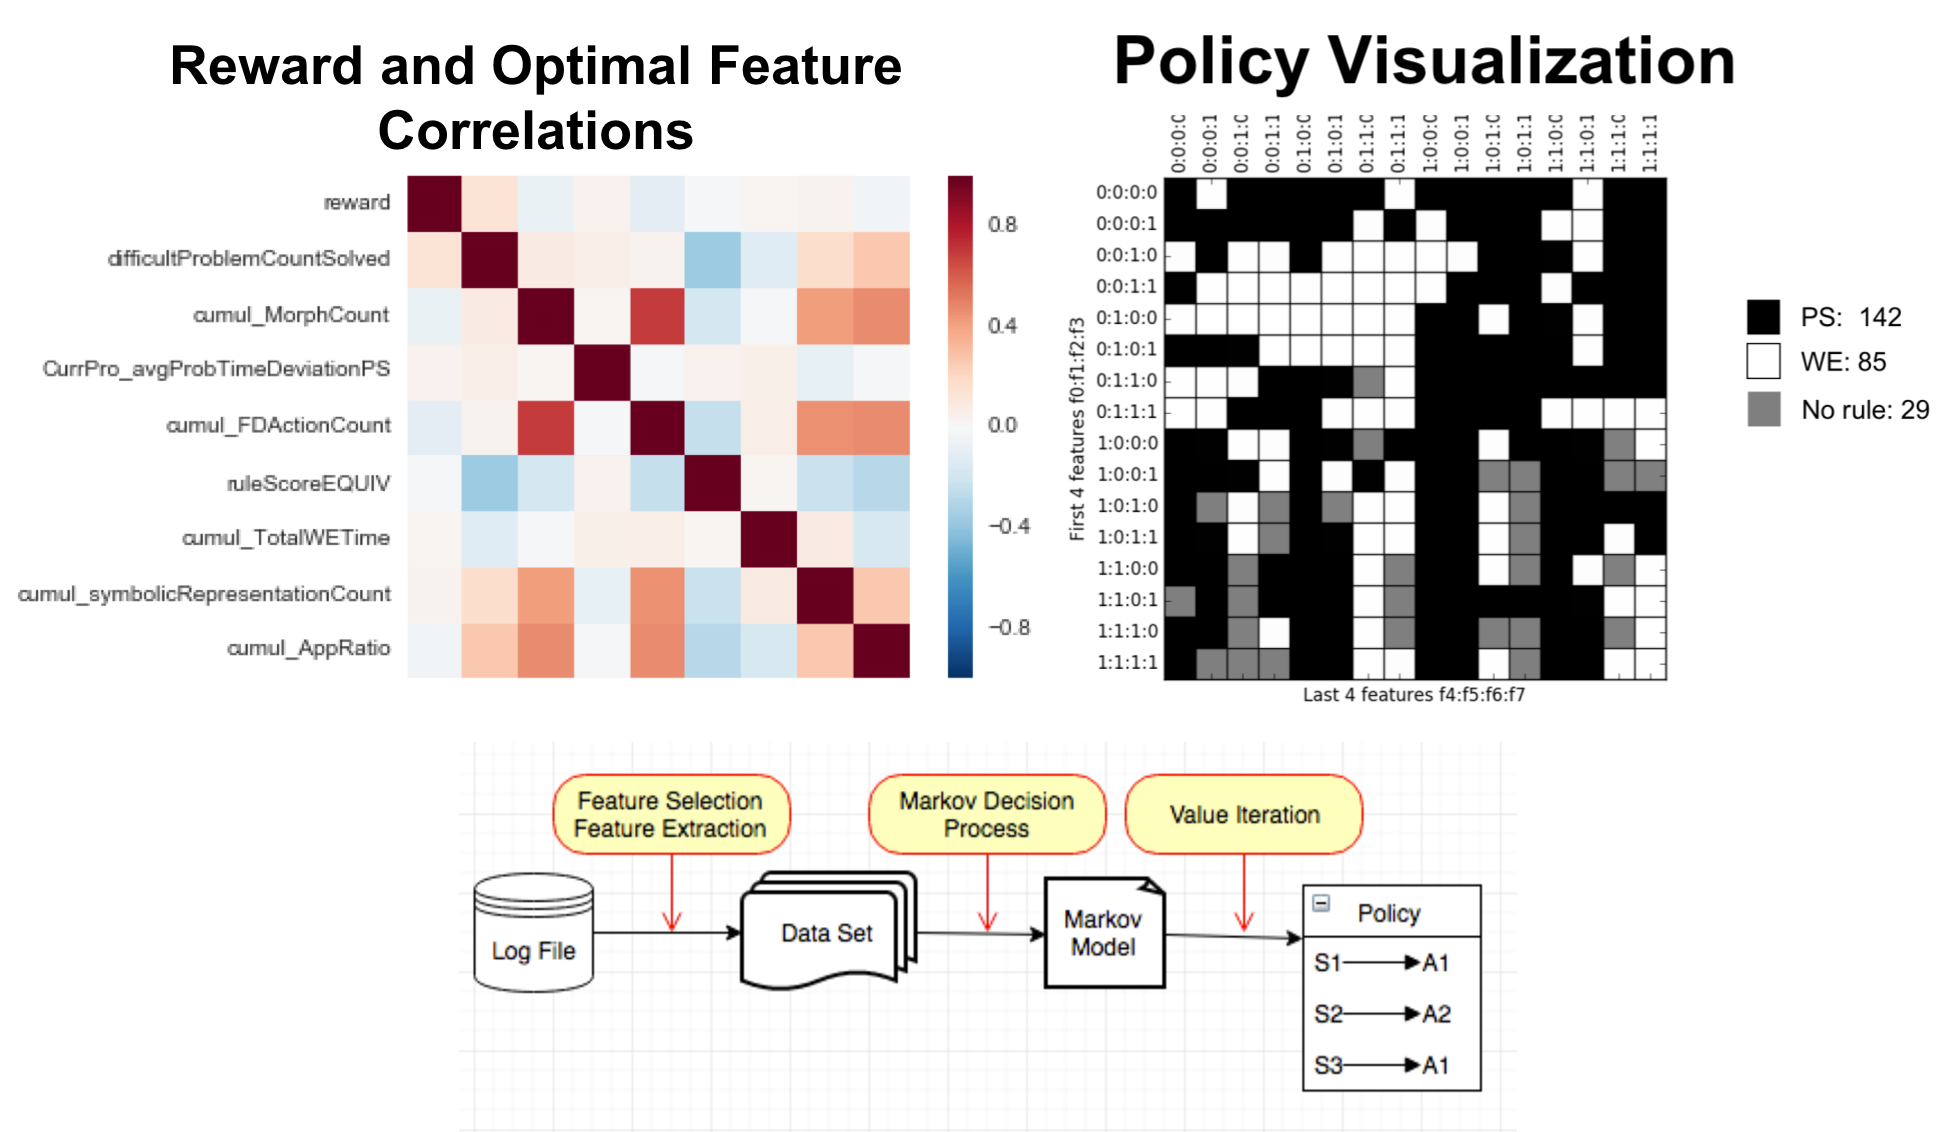 Reward and Optimal Feature
Correlations
reward
difficultProblemCountSolved
cumul_MorphCount
CurrPro_avgProbTimeDeviationPS
cumul_FDActionCount
ruleScoreEQUIV
cumul_TotalWETime
cumul_symbolicRepresentationCount
cumul_AppRatio
0.8
0.4
0.0
−0.4
−0.8
Policy Visualization
0:0:0:0
0:0:0:1
0:0:1:0
0:0:1:1
0:1:0:0
0:1:0:1
0:1:1:0
0:1:1:1
1:0:0:0
1:0:0:1
1:0:1:0
1:0:1:1
1:1:0:0
1:1:0:1
1:1:1:0
1:1:1:1
First 4 features f0:f1:f2:f3
0:0:0:0
0:0:0:1
0:0:1:0
0:0:1:1
0:1:0:0
0:1:0:1
0:1:1:0
0:1:1:1
1:0:0:0
1:0:0:1
1:0:1:0
1:0:1:1
1:1:0:0
1:1:0:1
1:1:1:0
1:1:1:1
Last 4 features f4:f5:f6:f7
PS: 142
WE: 85
No rule: 29
Feature Selection
Feature Extraction
Markov Decision
Process
Value Iteration
Log File
Data Set
Markov
Model
Policy
S1 A1
S2 A2
S3 A1